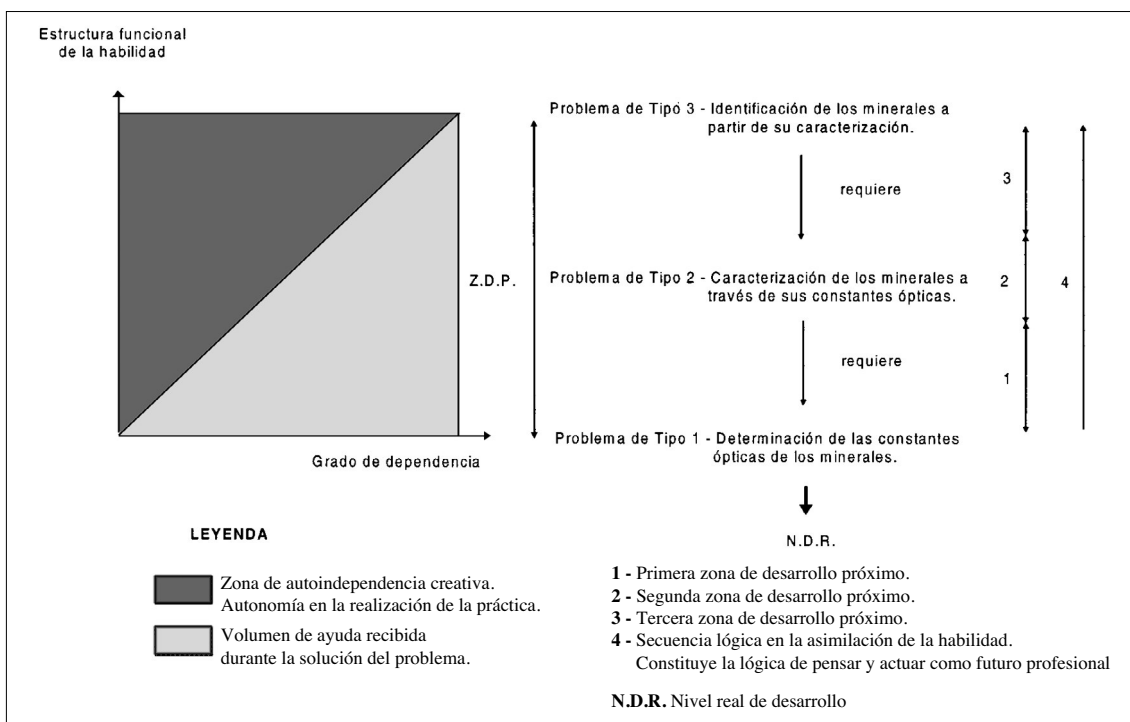 Estructura funcional
de la habilidad
Problema de Tipo 3 - Identificación de los minerales a
partir de su caracterización.
requiere
3
Z.D.P.
Problema de Tipo 2 - Caracterización de los minerales a
través de sus constantes ópticas.
2
4
requiere
1
Problema de Tipo 1 - Determinación de las constantes
ópticas de los minerales.
Grado de dependencia
N.D.R.
LEYENDA
Zona de autoindependencia creativa.
Autonomía en la realización de la práctica.
Volumen de ayuda recibida
durante la solución del problema.
1 - Primera zona de desarrollo próximo.
2 - Segunda zona de desarrollo próximo.
3 - Tercera zona de desarrollo próximo.
4 - Secuencia lógica en la asimilación de la habilidad.
Constituye la lógica de pensar y actuar como futuro profesional
N.D.R. Nivel real de desarrollo